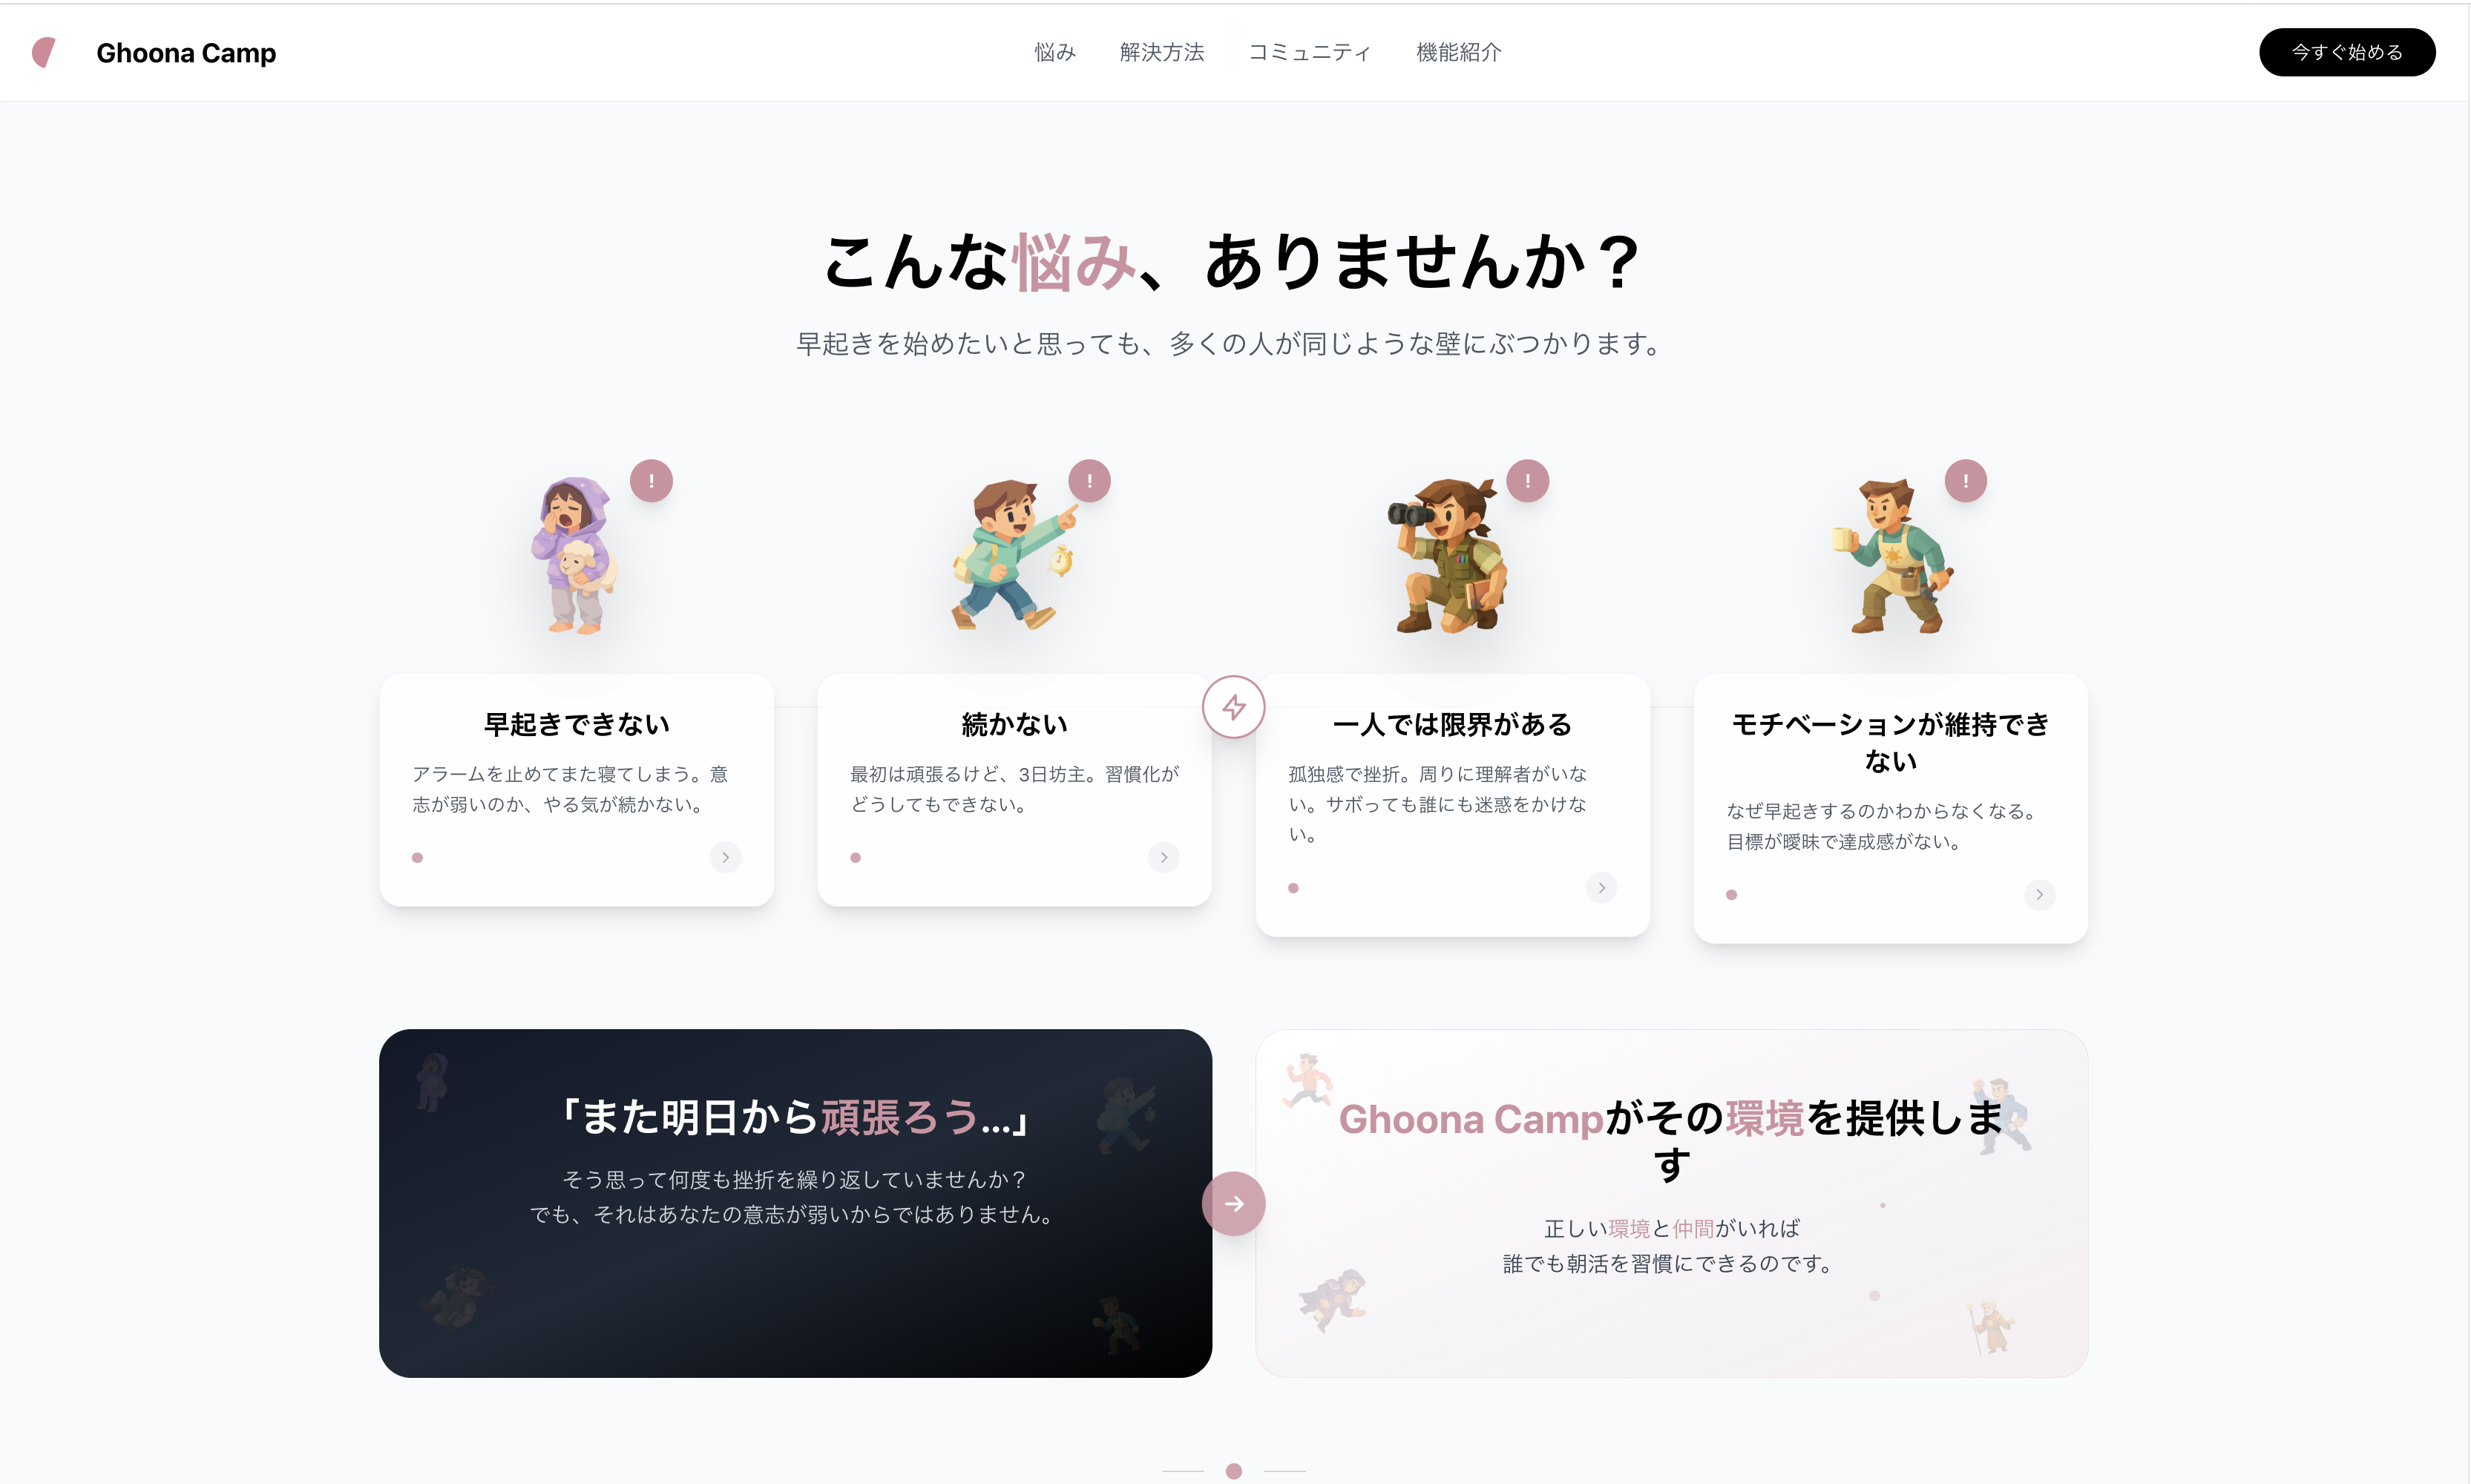 Ghoona Camp
悩み 解決方法 コミュニティ 機能紹介
今すぐ始める
こんな悩み、ありませんか？
早起きを始めたいと思っても、多くの人が同じような壁にぶつかります。
!
!
!
!
早起きできない
アラームを止めてまた寝てしまう。意
志が弱いのか、やる気が続かない。
続かない
最初は頑張るけど、3日坊主。習慣化が
どうしてもできない。
一人では限界がある
孤独感で挫折。周りに理解者がいな
い。サボっても誰にも迷惑をかけな
い。
モチベーションが維持でき
ない
なぜ早起きするのかわからなくなる。
目標が曖昧で達成感がない。
「また明日から頑張ろう...」
そう思って何度も挫折を繰り返していませんか？
でも、それはあなたの意志が弱いからではありません。
Ghoona Campがその環境を提供しま
す
正しい環境と仲間がいれば
誰でも朝活を習慣にできるのです。